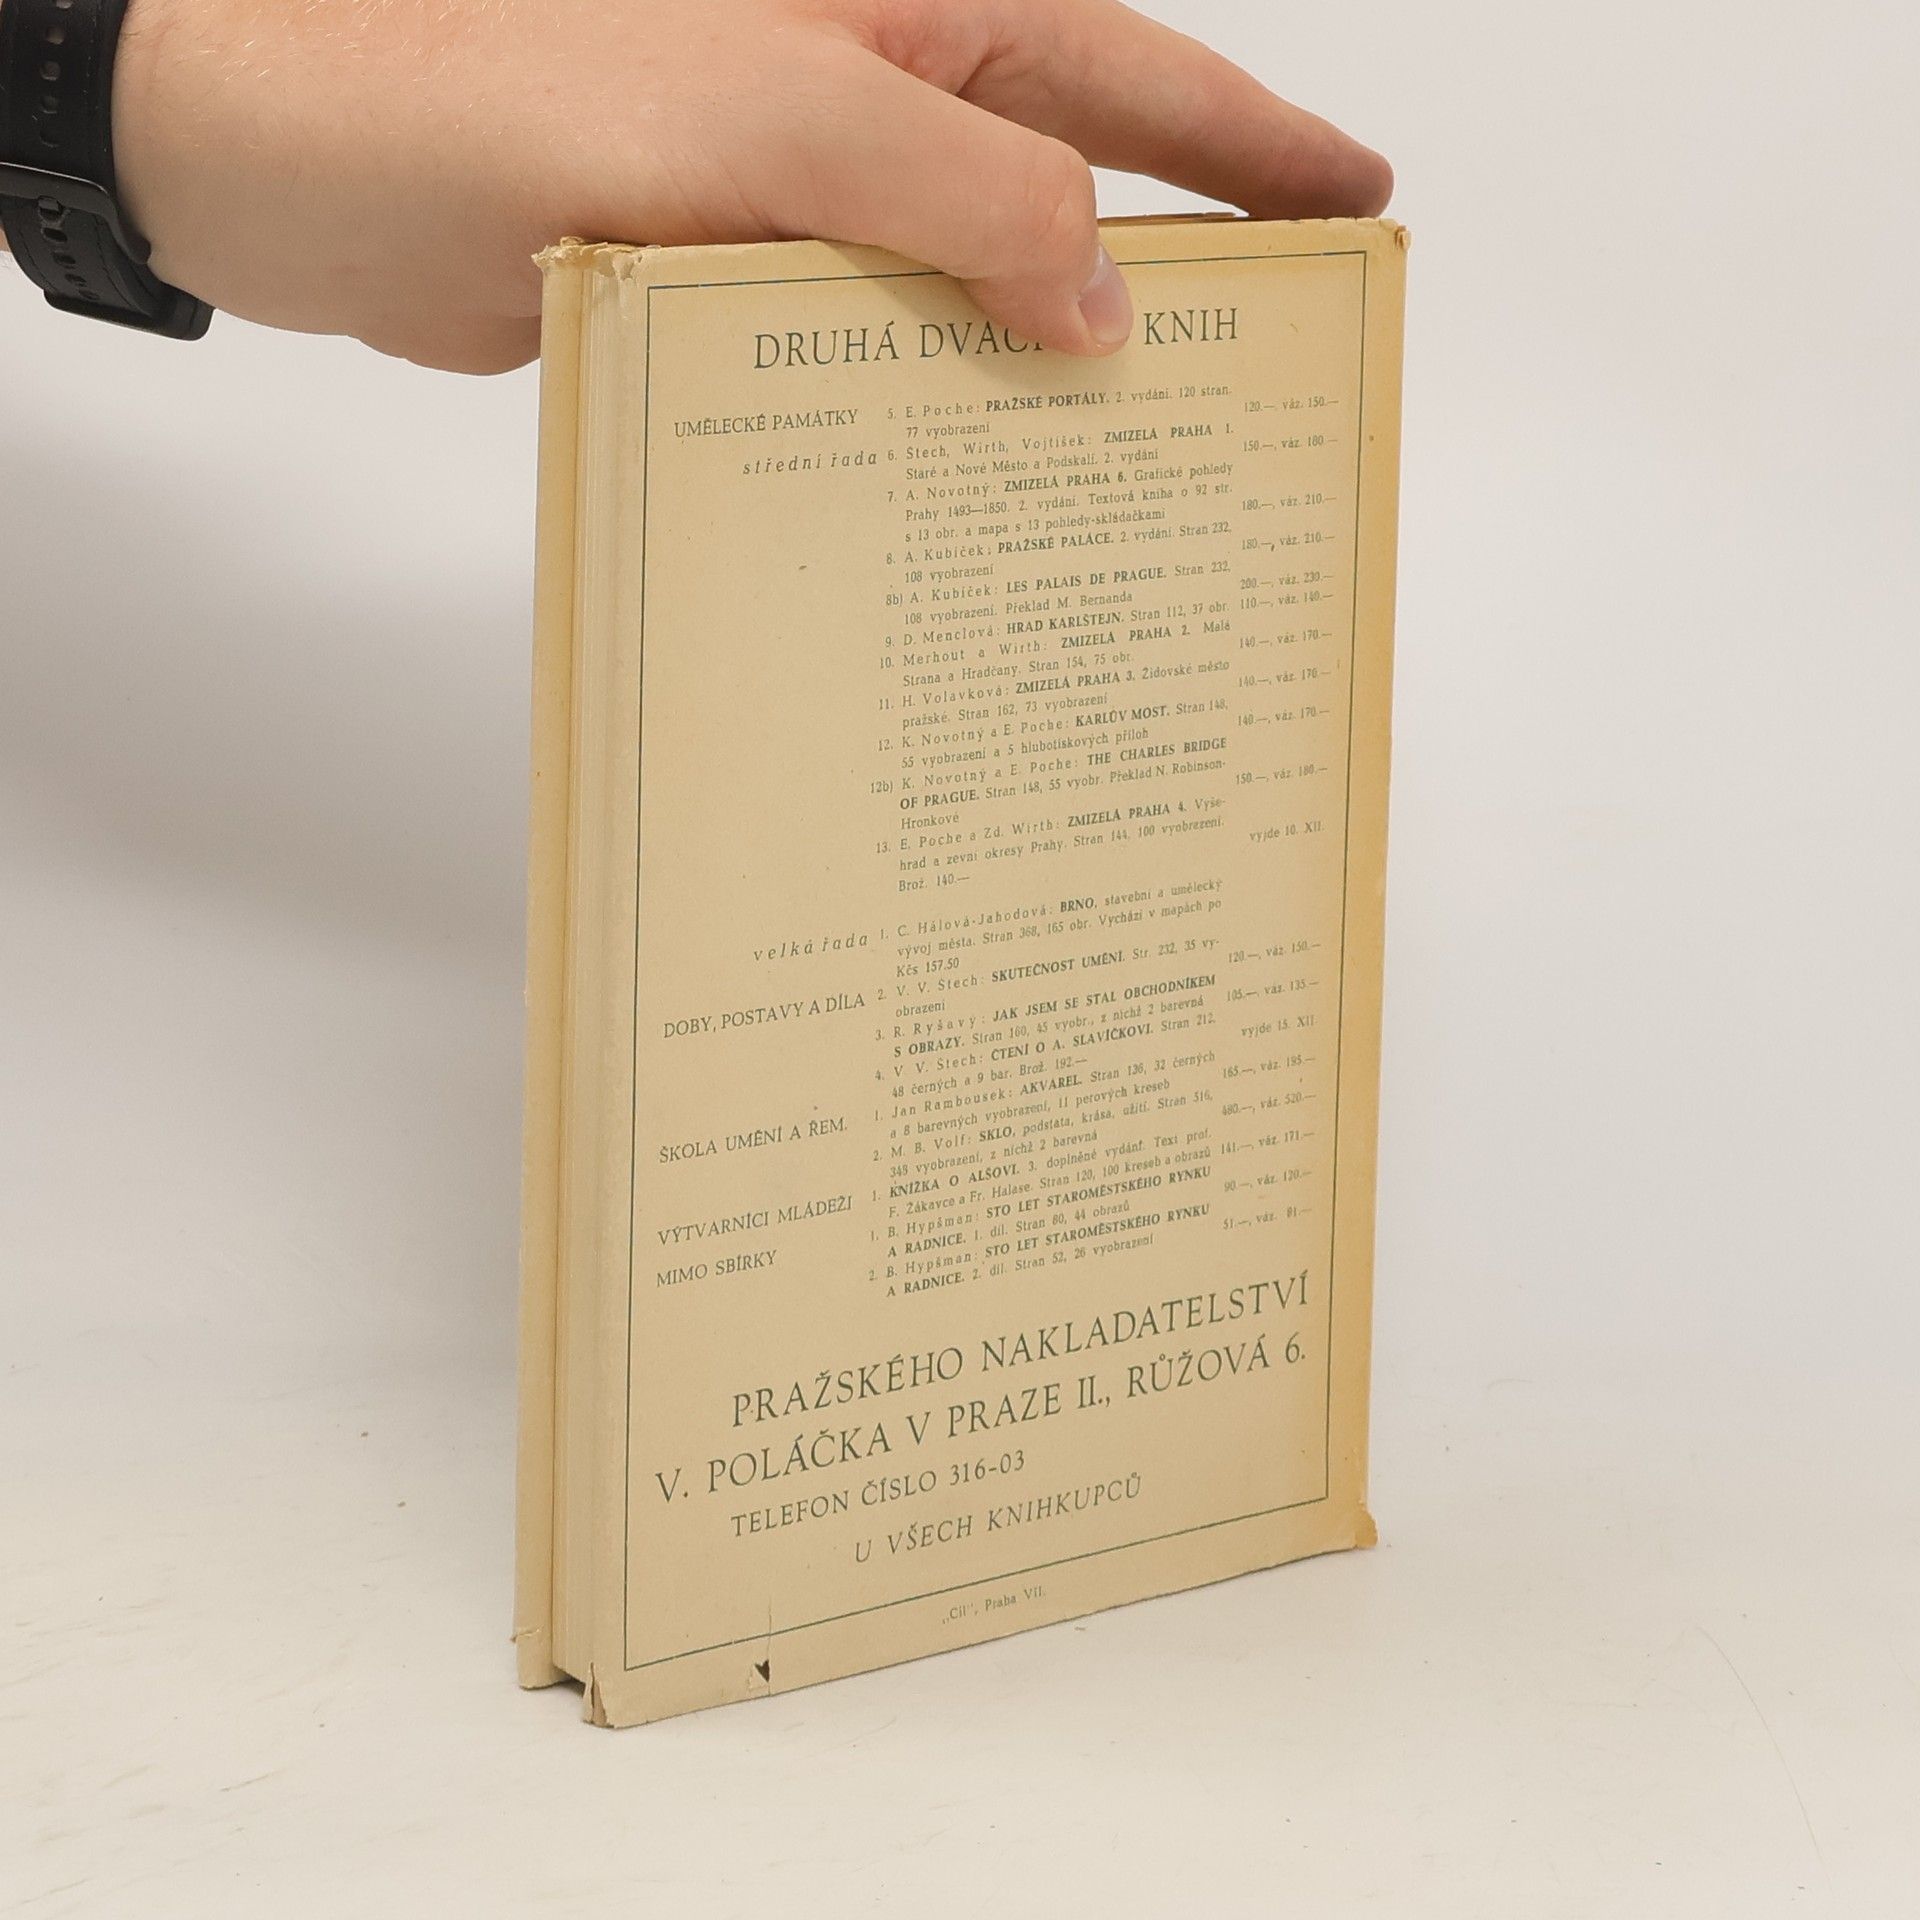 DRUHÁ KNIH
UMĚLECKÉ PAMÁTKY
střední řada
5. E. Poche: PRAŽSKÉ PORTÁLY. 2. vydání. 120 stran.
77 vyobrazení
120.—, váz. 150.—
6. Štech, Wirth, Vojtíšek: ZMIZELÁ PRAHA 1.
Staré a Nové Město a Podskalí. 2. vydání
150.—, váz. 180.—
7. A. Novotný: ZMIZELÁ PRAHA 6. Grafické pohledy
Prahy 1493—1850. 2. vydání. Textová kniha o 92 str.
s 13 obr. a mapa s 13 pohledy-skládačkami
180.—, váz. 210.—
8. A. Kubíček: PRAŽSKÉ PALÁCE. 2. vydání. Stran 232,
108 vyobrazení
180.—, váz. 210.—
8b) A. Kubíček: LES PALAIS DE PRAGUE. Stran 232,
108 vyobrazení. Překlad M. Bernanda
200.—, váz. 230.—
9. D. Menclová: HRAD KARLŠTEJN. Stran 112, 37 obr.
110.—, váz. 140.—
10. Merhout a Wirth: ZMIZELÁ PRAHA 2. Malá
Strana a Hradčany. Stran 154, 75 obr.
140.—, váz. 170.—
11. H. Volavková: ZMIZELÁ PRAHA 3. Židovské město
pražské. Stran 162, 73 vyobrazení
140.—, váz. 170.—
12. K. Novotný a E. Poche: KARLŮV MOST. Stran 148,
55 vyobrazení a 5 hlubotiskových příloh
140.—, váz. 170.—
12b) K. Novotný a E. Poche: THE CHARLES BRIDGE
OF PRAGUE. Stran 148, 55 vyobr. Překlad N. Robinson-
Hronkové
150.—, váz. 180.—
13. E. Poche a Zd. Wirth: ZMIZELÁ PRAHA 4. Vyše-
hrad a zevní okresy Prahy. Stran 144, 100 vyobrazení.
Brož. 140.—
vyjde 10. XII.
velká řada
1. C. Hálová-Jahodová: BRNO, stavební a umělecký
vývoj města. Stran 368, 165 obr. Vychází v mapách po
Kčs 157.50
DOBY, POSTAVY A DÍLA
2. V. V. Štech: SKUTEČNOST UMĚNÍ. Str. 232, 35 vy-
obrazení
120.—, váz. 150.—
3. R. Ryšavý: JAK JSEM SE STAL OBCHODNÍKEM
S OBRAZY. Stran 160, 45 vyobr., z nichž 2 barevná
105.—, váz. 135.—
4. V. V. Štech: ČTENÍ O A. SLAVÍČKOVI. Stran 212,
48 černých a 9 bar. Brož. 192.—
vyjde 15. XII.
ŠKOLA UMĚNÍ A ŘEM.
1. Jan Rambousek: AKVAREL. Stran 136, 32 černých
a 8 barevných vyobrazení, 11 perových kreseb
165.—, váz. 195.—
2. M. B. Volf: SKLO, podstata, krása, užití. Stran 516,
348 vyobrazení, z nichž 2 barevná
480.—, váz. 520.—
VÝTVARNÍCI MLÁDEŽI
1. KNÍŽKA O ALŠOVI. 3. doplněné vydání. Text prof.
F. Žákavce a Fr. Halase. Stran 120, 100 kreseb a obrazů
141.—, váz. 171.—
MIMO SBÍRKY
1. B. Hypšman: STO LET STAROMĚSTSKÉHO RYNKU
A RADNICE. 1. díl. Stran 80, 44 obrazů
90.—, váz. 120.—
2. B. Hypšman: STO LET STAROMĚSTSKÉHO RYNKU
A RADNICE. 2. díl. Stran 52, 26 vyobrazení
51.—, váz. 81.—
PRAŽSKÉHO NAKLADATELSTVÍ
V. POLÁČKA V PRAZE II., RŮŽOVÁ 6.
TELEFON ČÍSLO 316-03
U VŠECH KNIHKUPCŮ
„Cíl", Praha VII.